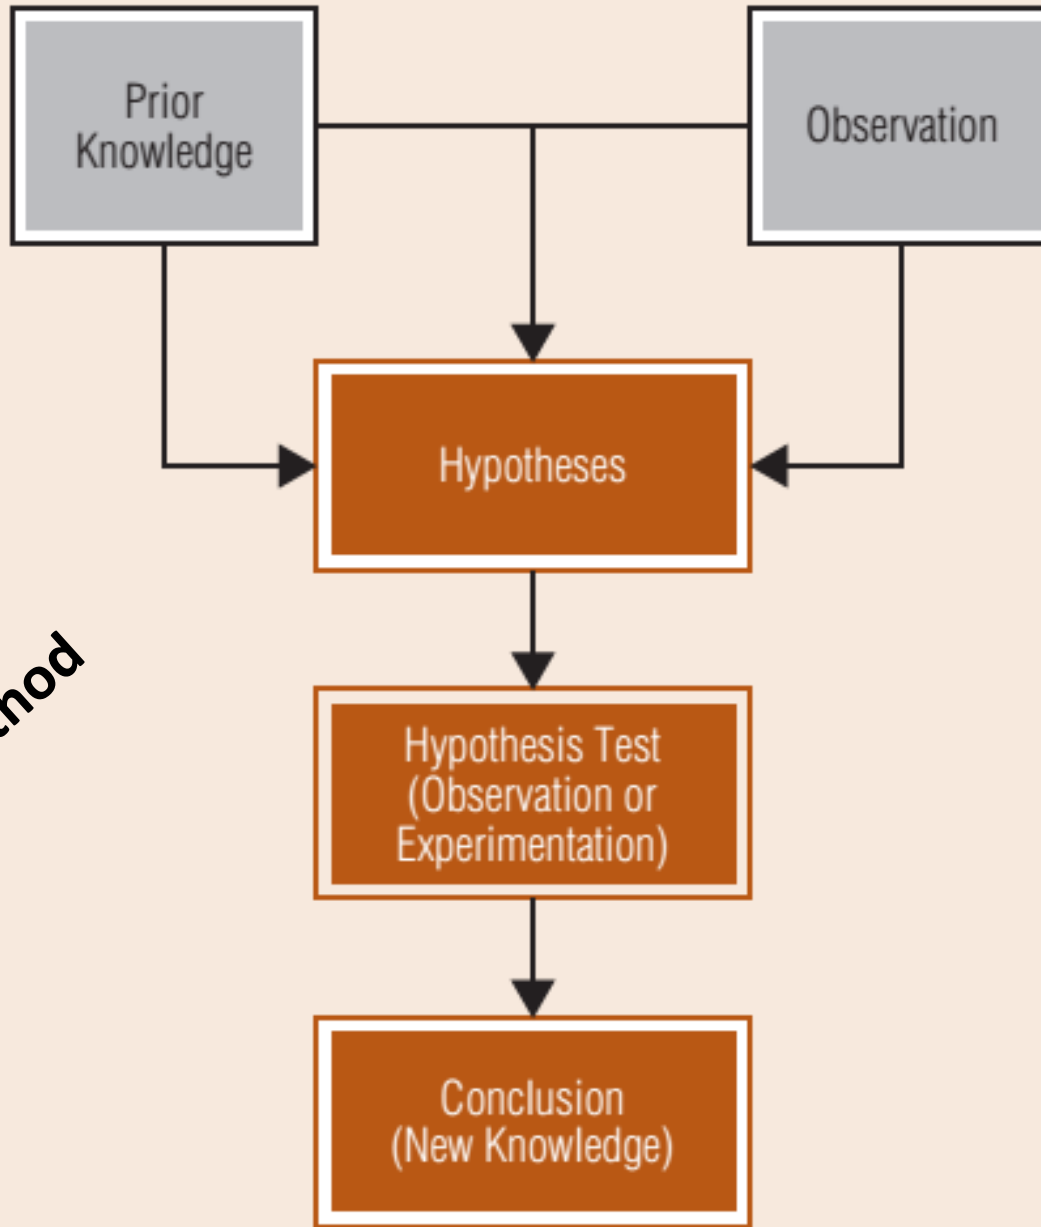 Prior
Knowledge
Observation
Hypotheses
Hypothesis Test
(Observation or
Experimentation)
Conclusion
(New Knowledge)